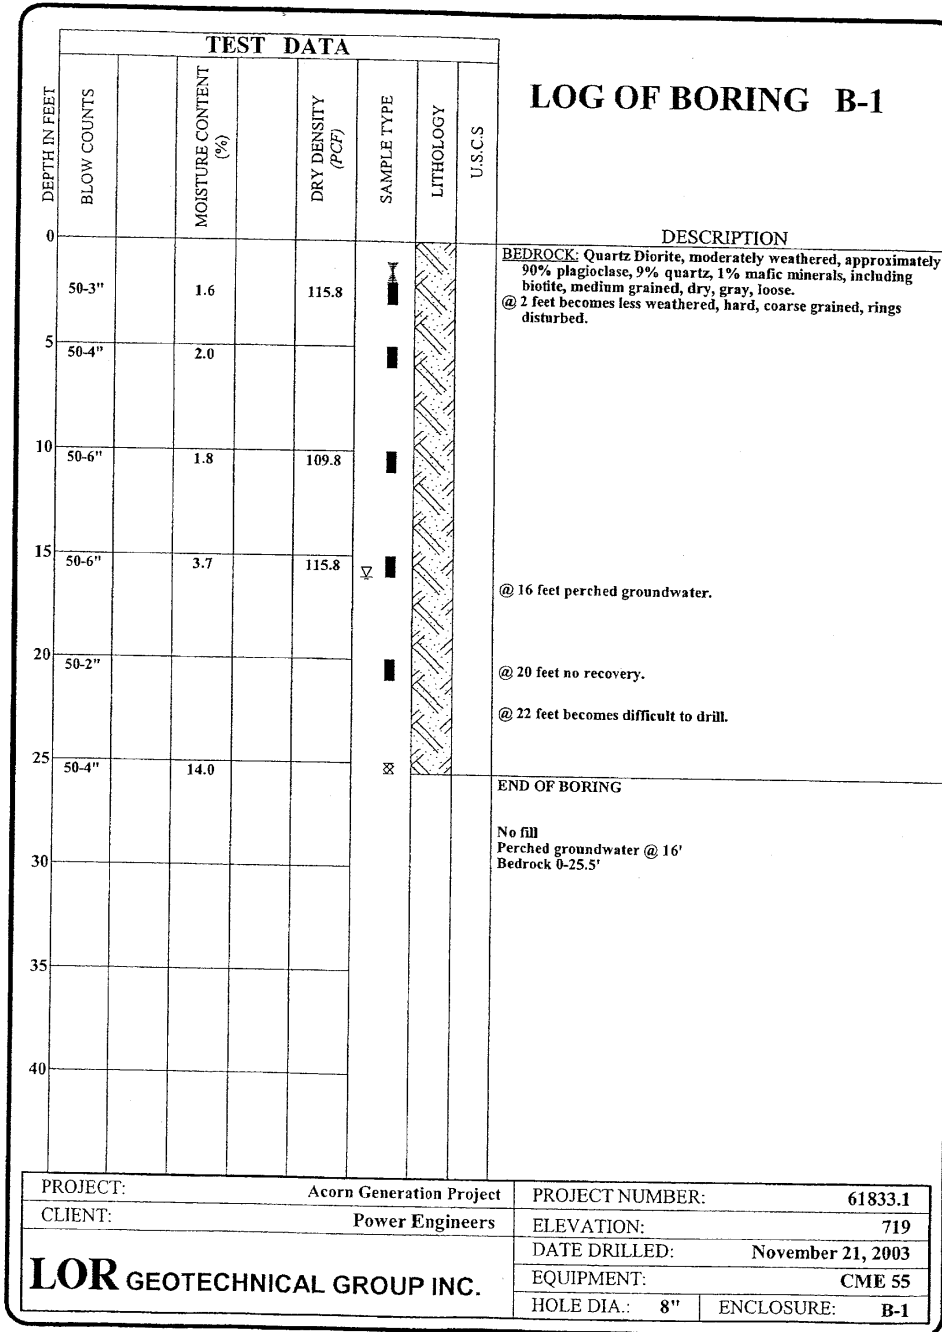 TEST DATA
LOG OF BORING B-1
DEPTH IN FEET
BLOW COUNTS
MOISTURE CONTENT
(%)
DRY DENSITY
(PCF)
SAMPLE TYPE
LITHOLOGY
U.S.C.S
DESCRIPTION
0
BEDROCK: Quartz Diorite, moderately weathered, approximately
90% plagioclase, 9% quartz, 1% mafic minerals, including
biotite, medium grained, dry, gray, loose.
@ 2 feet becomes less weathered, hard, coarse grained, rings
disturbed.
50-3" 1.6 115.8
5 50-4" 2.0
10 50-6" 1.8 109.8
15 50-6" 3.7 115.8
@ 16 feet perched groundwater.
20 50-2"
@ 20 feet no recovery.
@ 22 feet becomes difficult to drill.
25 50-4" 14.0
END OF BORING
No fill
Perched groundwater @ 16'
Bedrock 0-25.5'
30
35
40
PROJECT: Acorn Generation Project
CLIENT: Power Engineers
LOR GEOTECHNICAL GROUP INC.
PROJECT NUMBER: 61833.1
ELEVATION: 719
DATE DRILLED: November 21, 2003
EQUIPMENT: CME 55
HOLE DIA.: 8" ENCLOSURE: B-1